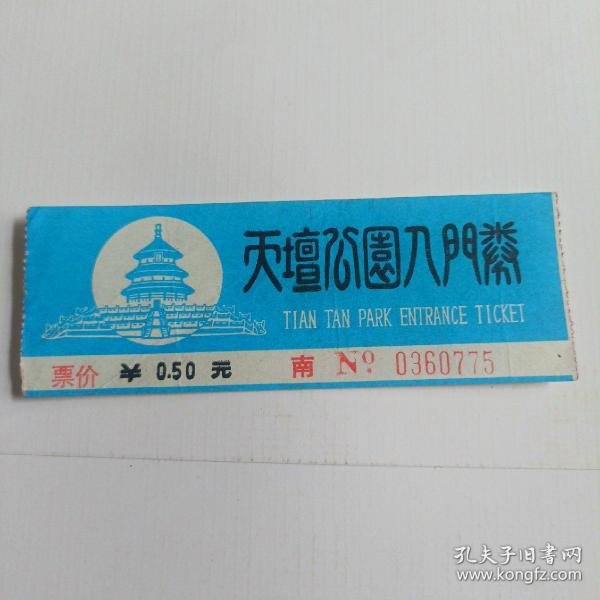 天壇公園入門券
TIAN TAN PARK ENTRANCE TICKET
票价 ¥ 0.50 元 南 Nº 0360775
孔夫子旧书网
www.kongfz.com